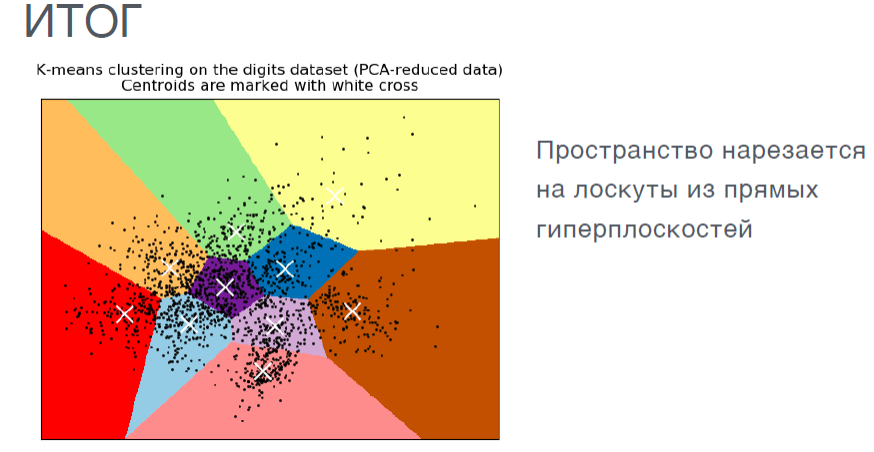 ИТОГ
K-means clustering on the digits dataset (PCA-reduced data)
Centroids are marked with white cross
Пространство нарезается
на лоскуты из прямых
гиперплоскостей